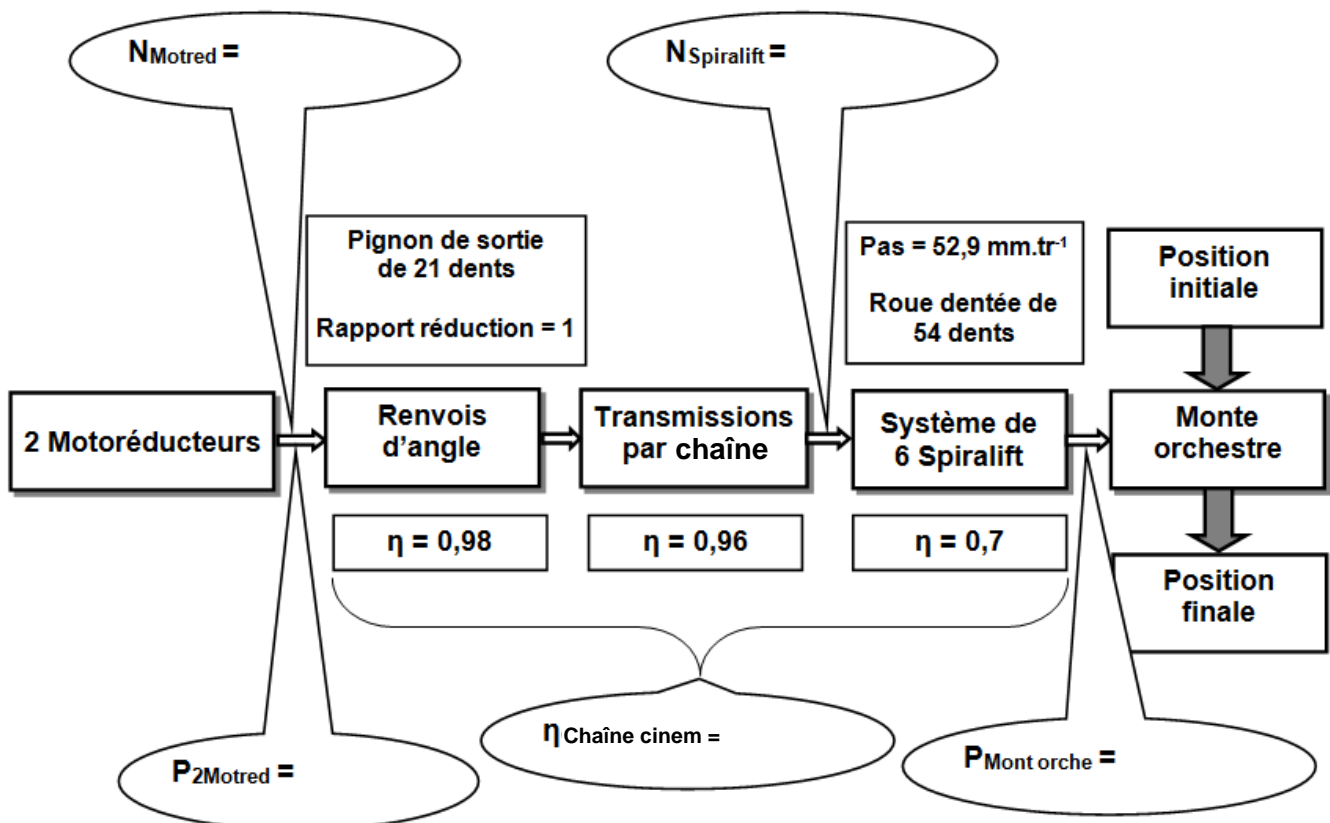 N Motred =
N Spiralift =
Pignon de sortie
de 21 dents
Rapport réduction = 1
Pas = 52,9 mm.tr⁻¹
Roue dentée de
54 dents
Position
initiale
2 Motoréducteurs
Renvois
d'angle
Transmissions
par chaîne
Système de
6 Spiralift
Monte
orchestre
η = 0,98
η = 0,96
η = 0,7
Position
finale
η Chaîne cinem =
P2Motred =
PMont orche =